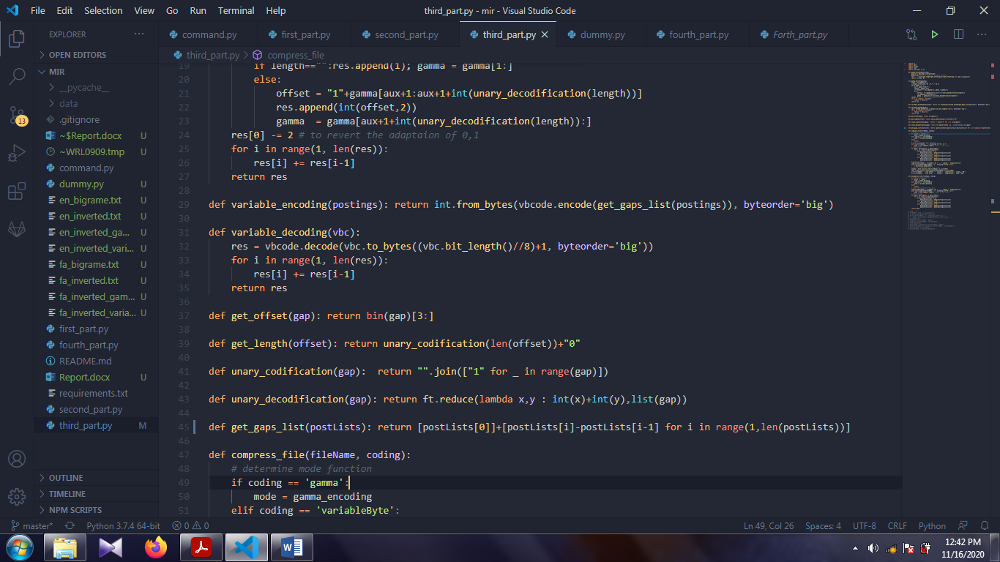 File Edit Selection View Go Run Terminal Help third_part.py - mir - Visual Studio Code
EXPLORER ···
command.py first_part.py second_part.py third_part.py dummy.py fourth_part.py Forth_part.py ···
third_part.py > compress_file
OPEN EDITORS
MIR
__pycache__
data
.gitignore
~$Report.docx U
~WRL0909.tmp U
command.py
dummy.py U
en_bigrame.txt U
en_inverted.txt U
en_inverted_ga... U
en_inverted_vari... U
fa_bigrame.txt U
fa_inverted.txt U
fa_inverted_gam... U
fa_inverted_varia... U
first_part.py
fourth_part.py
README.md
Report.docx U
requirements.txt
second_part.py
third_part.py M
OUTLINE
TIMELINE
NPM SCRIPTS
13
19 if length=="":res.append(1); gamma = gamma[1:]
20 else:
21 offset = "1"+gamma[aux+1:aux+1+int(unary_decodification(length))]
22 res.append(int(offset,2))
23 gamma  = gamma[aux+1+int(unary_decodification(length)):]
24 res[0] -= 2 # to revert the adaptaion of 0,1
25 for i in range(1, len(res)):
26 res[i] += res[i-1]
27 return res
28
29 def variable_encoding(postings): return int.from_bytes(vbcode.encode(get_gaps_list(postings)), byteorder='big')
30
31 def variable_decoding(vbc):
32 res = vbcode.decode(vbc.to_bytes((vbc.bit_length()//8)+1, byteorder='big'))
33 for i in range(1, len(res)):
34 res[i] += res[i-1]
35 return res
36
37 def get_offset(gap): return bin(gap)[3:]
38
39 def get_length(offset): return unary_codification(len(offset))+"0"
40
41 def unary_codification(gap):  return "".join(["1" for _ in range(gap)])
42
43 def unary_decodification(gap): return ft.reduce(lambda x,y : int(x)+int(y),list(gap))
44
45 def get_gaps_list(postLists): return [postLists[0]]+[postLists[i]-postLists[i-1] for i in range(1,len(postLists))]
46
47 def compress_file(fileName, coding):
48 # determine mode function
49 if coding == 'gamma':
50 mode = gamma_encoding
51 elif coding == 'variableByte':
master* Python 3.7.4 64-bit 0 0 Ln 49, Col 26 Spaces: 4 UTF-8 CRLF Python
12:42 PM
11/16/2020